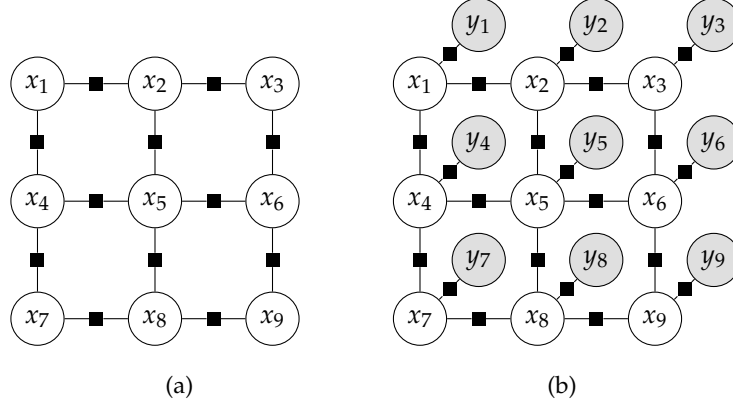 y1 y2 y3
x1 x2 x3 x1 x2 x3
y4 y5 y6
x4 x5 x6 x4 x5 x6
y7 y8 y9
x7 x8 x9 x7 x8 x9
(a) (b)